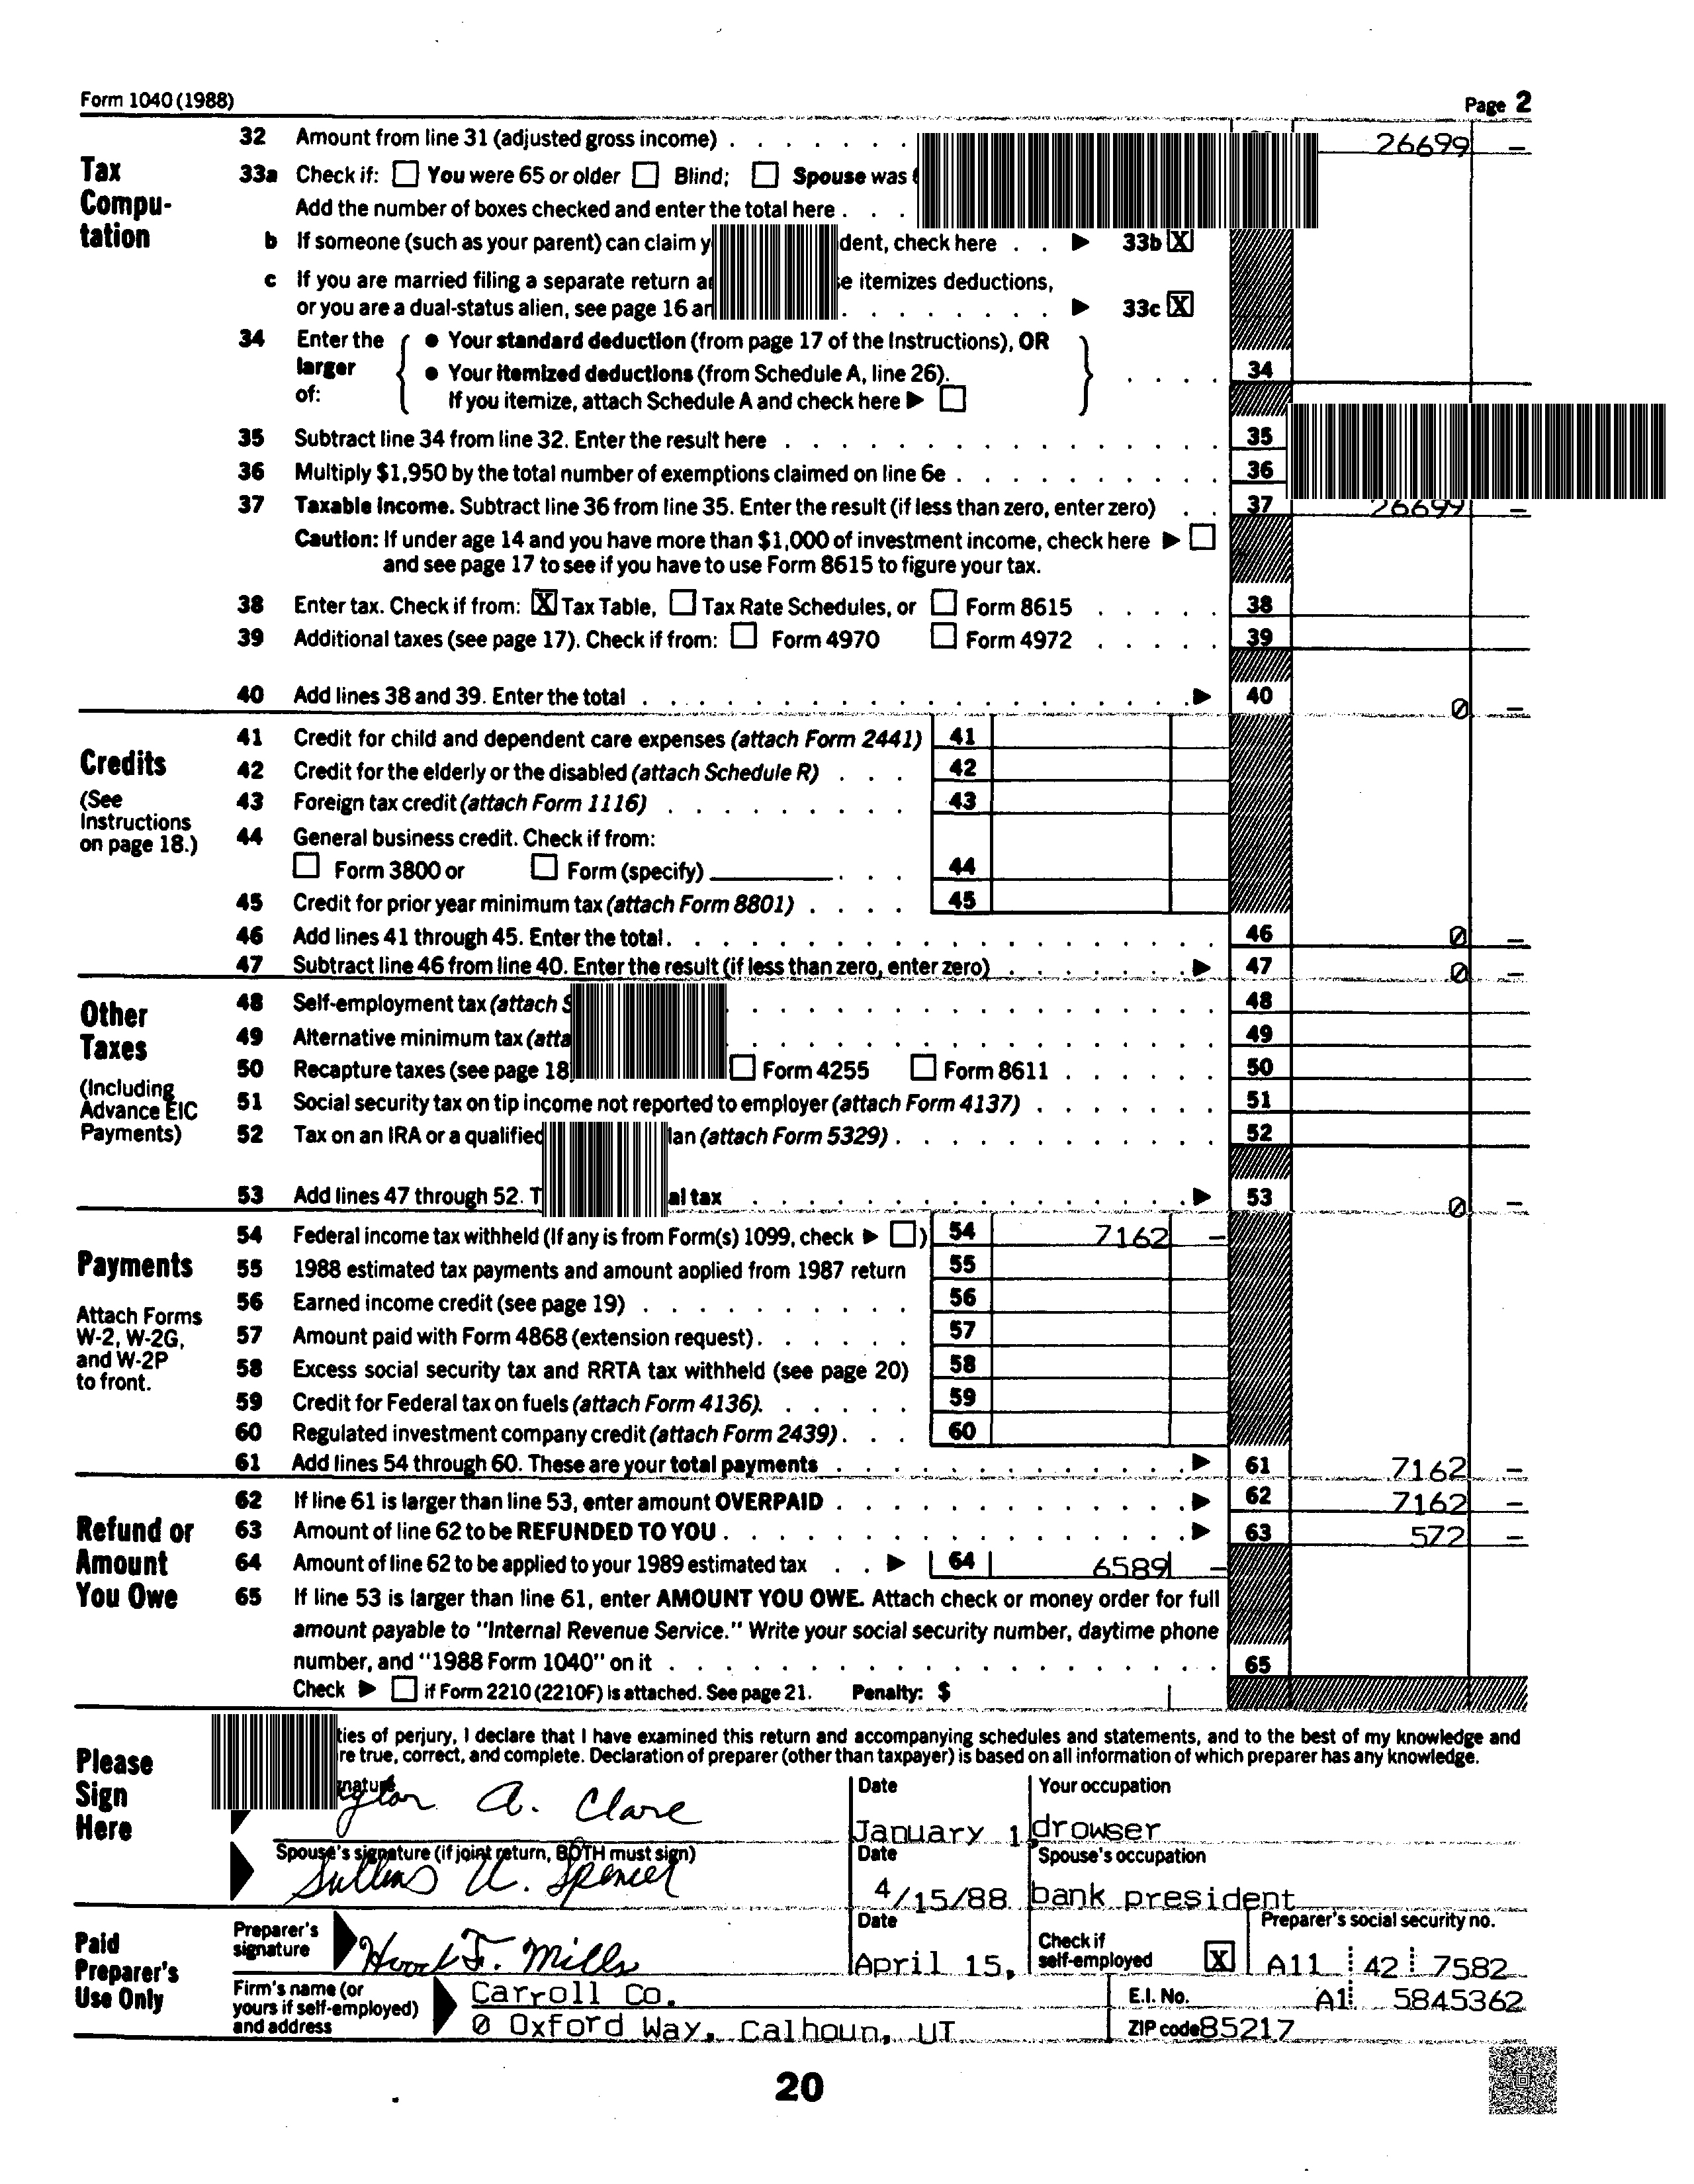 Form 1040 (1988) Page 2
Tax Compu-tation
32 Amount from line 31 (adjusted gross income) 26699 –
33a Check if: You were 65 or older Blind; Spouse was
Add the number of boxes checked and enter the total here
b If someone (such as your parent) can claim dent, check here 33b X
c If you are married filing a separate return itemizes deductions,
or you are a dual-status alien, see page 16 33c X
34 Enter the larger of:
• Your standard deduction (from page 17 of the Instructions), OR
• Your itemized deductions (from Schedule A, line 26). 34
If you itemize, attach Schedule A and check here
35 Subtract line 34 from line 32. Enter the result here 35
36 Multiply $1,950 by the total number of exemptions claimed on line 6e 36
37 Taxable income. Subtract line 36 from line 35. Enter the result (if less than zero, enter zero) 37 26699 –
Caution: If under age 14 and you have more than $1,000 of investment income, check here
and see page 17 to see if you have to use Form 8615 to figure your tax.
38 Enter tax. Check if from: X Tax Table, Tax Rate Schedules, or Form 8615 38
39 Additional taxes (see page 17). Check if from: Form 4970 Form 4972 39
40 Add lines 38 and 39. Enter the total 40 0 –
Credits
(See Instructions on page 18.)
41 Credit for child and dependent care expenses (attach Form 2441) 41
42 Credit for the elderly or the disabled (attach Schedule R) 42
43 Foreign tax credit (attach Form 1116) 43
44 General business credit. Check if from:
Form 3800 or Form (specify) 44
45 Credit for prior year minimum tax (attach Form 8801) 45
46 Add lines 41 through 45. Enter the total 46 0 –
47 Subtract line 46 from line 40. Enter the result (if less than zero, enter zero) 47 0 –
Other Taxes
(Including Advance EIC Payments)
48 Self-employment tax (attach 48
49 Alternative minimum tax 49
50 Recapture taxes (see page 18 Form 4255 Form 8611 50
51 Social security tax on tip income not reported to employer (attach Form 4137) 51
52 Tax on an IRA or a qualified (attach Form 5329) 52
53 Add lines 47 through 52. tax 53 0 –
Payments
Attach Forms W-2, W-2G, and W-2P to front.
54 Federal income tax withheld (If any is from Form(s) 1099, check ) 54 7162 –
55 1988 estimated tax payments and amount applied from 1987 return 55
56 Earned income credit (see page 19) 56
57 Amount paid with Form 4868 (extension request) 57
58 Excess social security tax and RRTA tax withheld (see page 20) 58
59 Credit for Federal tax on fuels (attach Form 4136) 59
60 Regulated investment company credit (attach Form 2439) 60
61 Add lines 54 through 60. These are your total payments 61 7162 –
Refund or Amount You Owe
62 If line 61 is larger than line 53, enter amount OVERPAID 62 7162 –
63 Amount of line 62 to be REFUNDED TO YOU 63 572 –
64 Amount of line 62 to be applied to your 1989 estimated tax 64 6589 –
65 If line 53 is larger than line 61, enter AMOUNT YOU OWE. Attach check or money order for full
amount payable to "Internal Revenue Service." Write your social security number, daytime phone
number, and "1988 Form 1040" on it 65
Check if Form 2210 (2210F) is attached. See page 21. Penalty: $
Please Sign Here
of perjury, I declare that I have examined this return and accompanying schedules and statements, and to the best of my knowledge and
true, correct, and complete. Declaration of preparer (other than taxpayer) is based on all information of which preparer has any knowledge.
A. Clare
Date January 1,
Your occupation drowser
Spouse's signature (if joint return, BOTH must sign)
Sullens U. Spencer
Date 4/15/88
Spouse's occupation bank president
Paid Preparer's Use Only
Preparer's signature F. Mills
Date April 15,
Check if self-employed X
Preparer's social security no. A11 42 7582
Firm's name (or yours if self-employed) and address
Carroll Co.
0 Oxford Way, Calhoun, UT
E.I. No. A1 5845362
ZIP code 85217
20